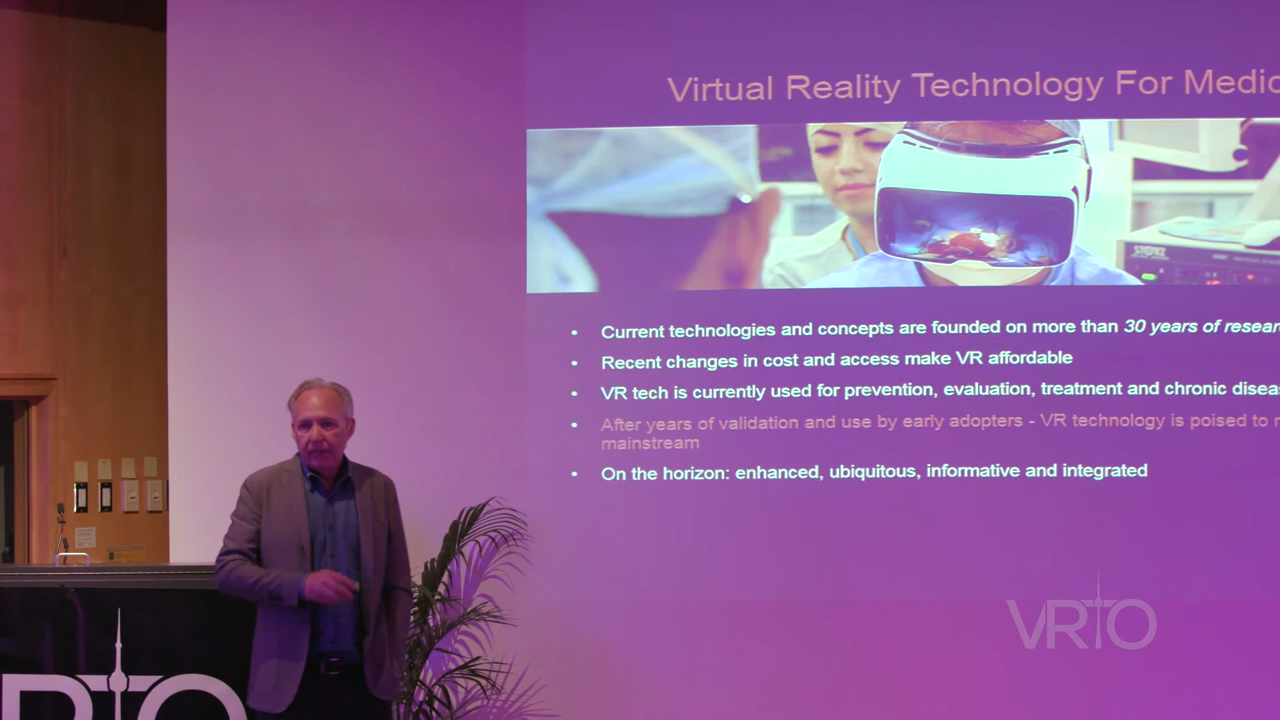 Virtual Reality Technology For Medic
STORZ
• Current technologies and concepts are founded on more than 30 years of resear
• Recent changes in cost and access make VR affordable
• VR tech is currently used for prevention, evaluation, treatment and chronic disea
• After years of validation and use by early adopters - VR technology is poised to
mainstream
• On the horizon: enhanced, ubiquitous, informative and integrated
VRTO
RTO